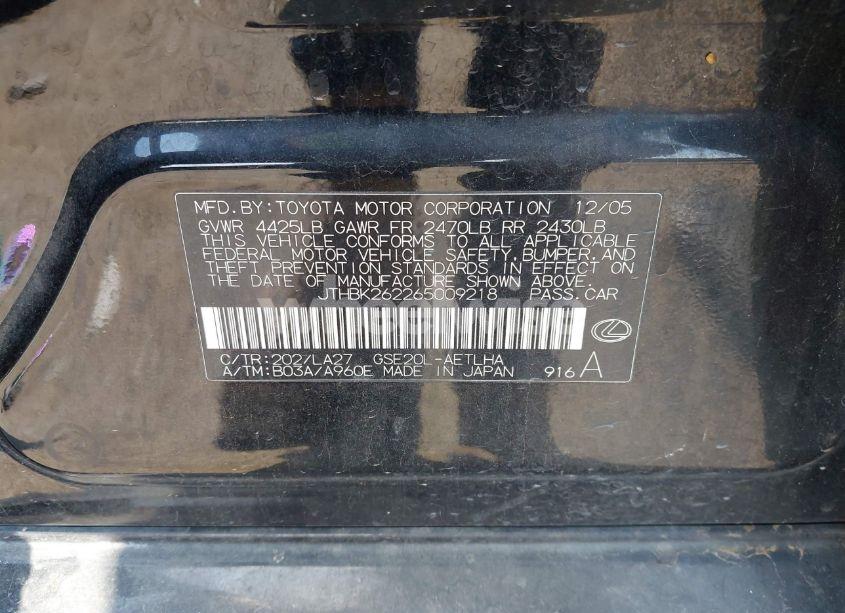 MFD.BY:TOYOTA MOTOR CORPORATION 12/05
GVWR 4425LB GAWR FR 2470LB RR 2430LB
THIS VEHICLE CONFORMS TO ALL APPLICABLE
FEDERAL MOTOR VEHICLE SAFETY,BUMPER,AND
THEFT PREVENTION STANDARDS IN EFFECT ON
THE DATE OF MANUFACTURE SHOWN ABOVE.
JTHBK262265009218 PASS.CAR
C/TR:202/LA27 GSE20L-AETLHA
A/TM:B03A/A960E MADE IN JAPAN 916A